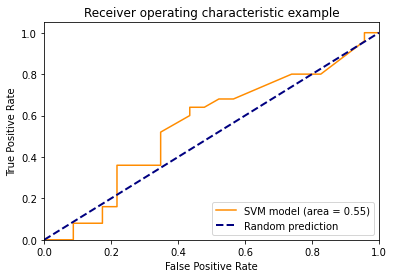 Receiver operating characteristic example
True Positive Rate
1.0
0.8
0.6
0.4
0.2
0.0
SVM model (area = 0.55)
Random prediction
0.0 0.2 0.4 0.6 0.8 1.0
False Positive Rate